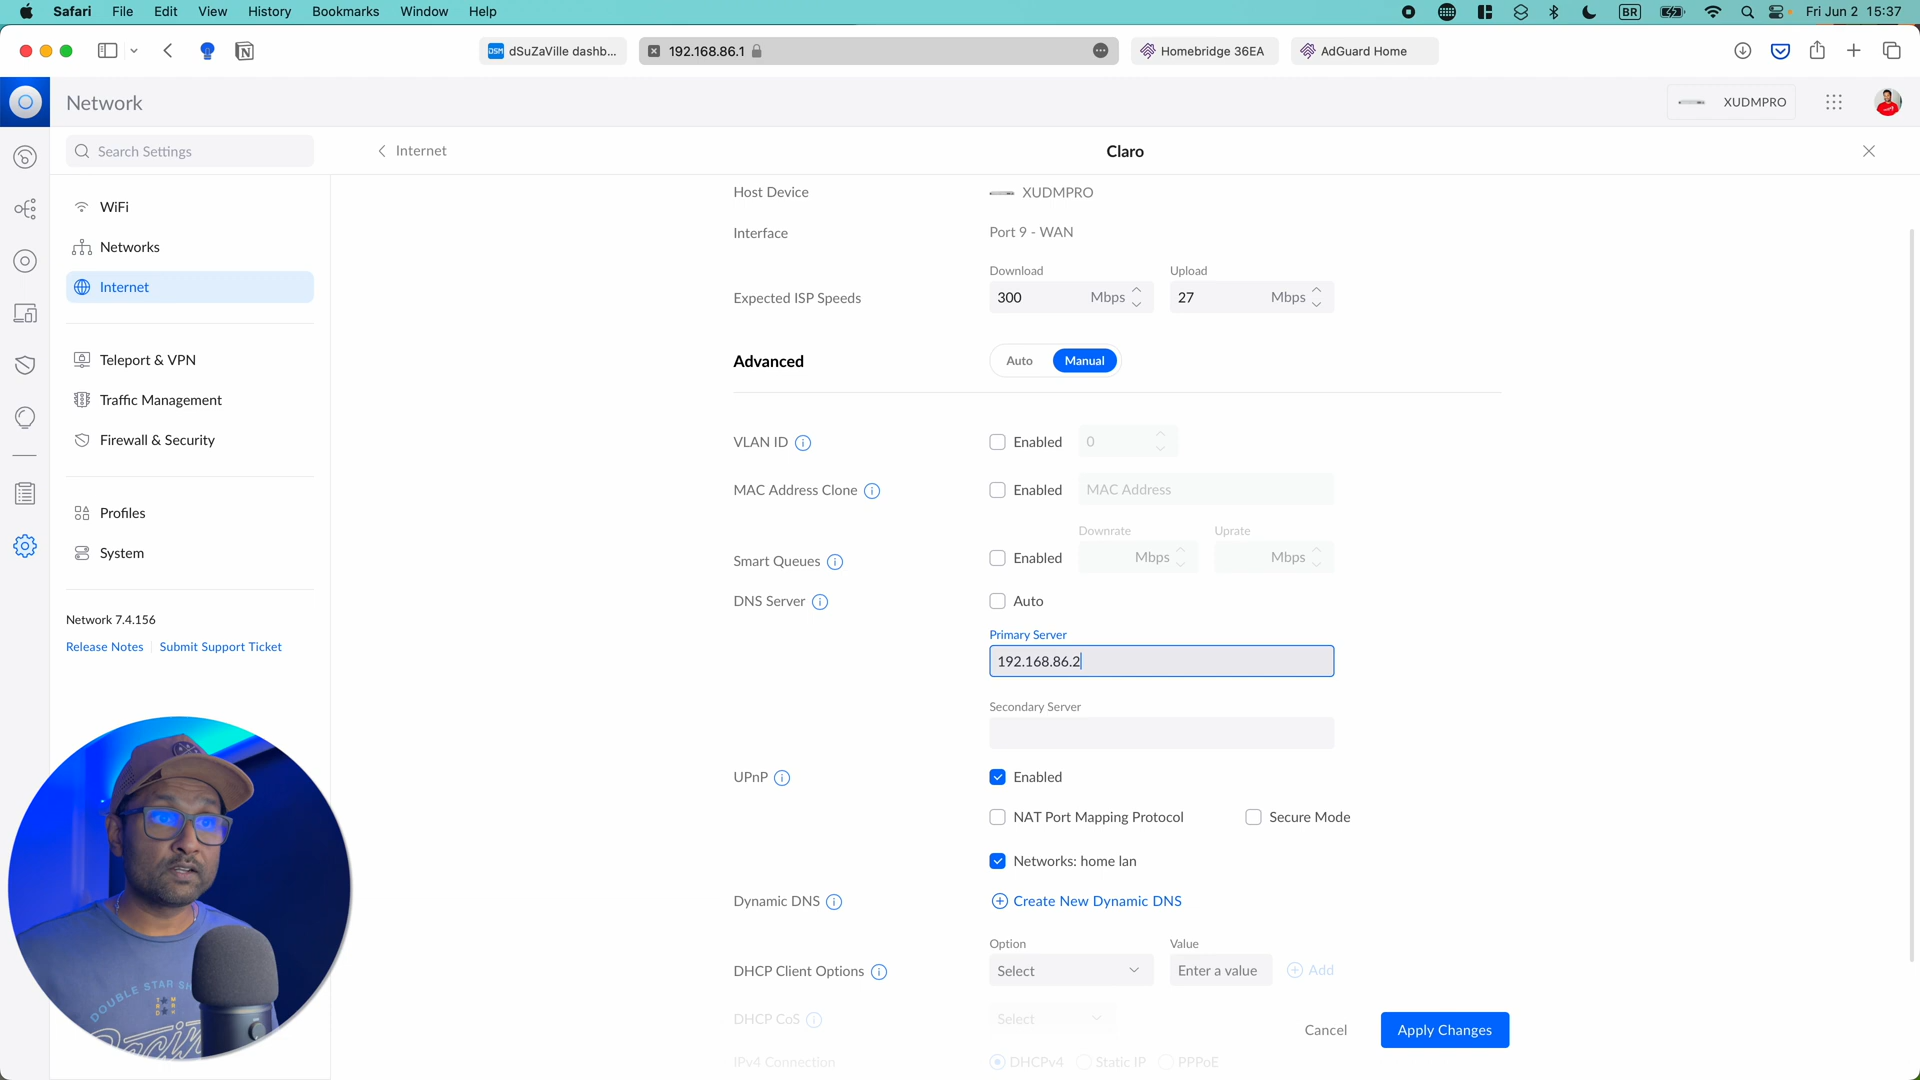 Safari File Edit View History Bookmarks Window Help BR Fri Jun 2 15:37
DSM dSuZaVille dashb... 192.168.86.1 Homebridge 36EA AdGuard Home
Network XUDMPRO
Search Settings Internet Claro
WiFi
Networks
Internet
Teleport & VPN
Traffic Management
Firewall & Security
Profiles
System
Network 7.4.156
Release Notes Submit Support Ticket
Host Device XUDMPRO
Interface Port 9 - WAN
Download Upload
Expected ISP Speeds 300 Mbps 27 Mbps
Advanced Auto Manual
VLAN ID Enabled 0
MAC Address Clone Enabled MAC Address
Downrate Uprate
Smart Queues Enabled Mbps Mbps
DNS Server Auto
Primary Server
192.168.86.2
Secondary Server
UPnP Enabled
NAT Port Mapping Protocol Secure Mode
Networks: home lan
Dynamic DNS Create New Dynamic DNS
Option Value
DHCP Client Options Select Enter a value Add
DHCP CoS Select
Cancel Apply Changes
IPv4 Connection DHCPv4 Static IP PPPoE
DOUBLE STAR
Racing